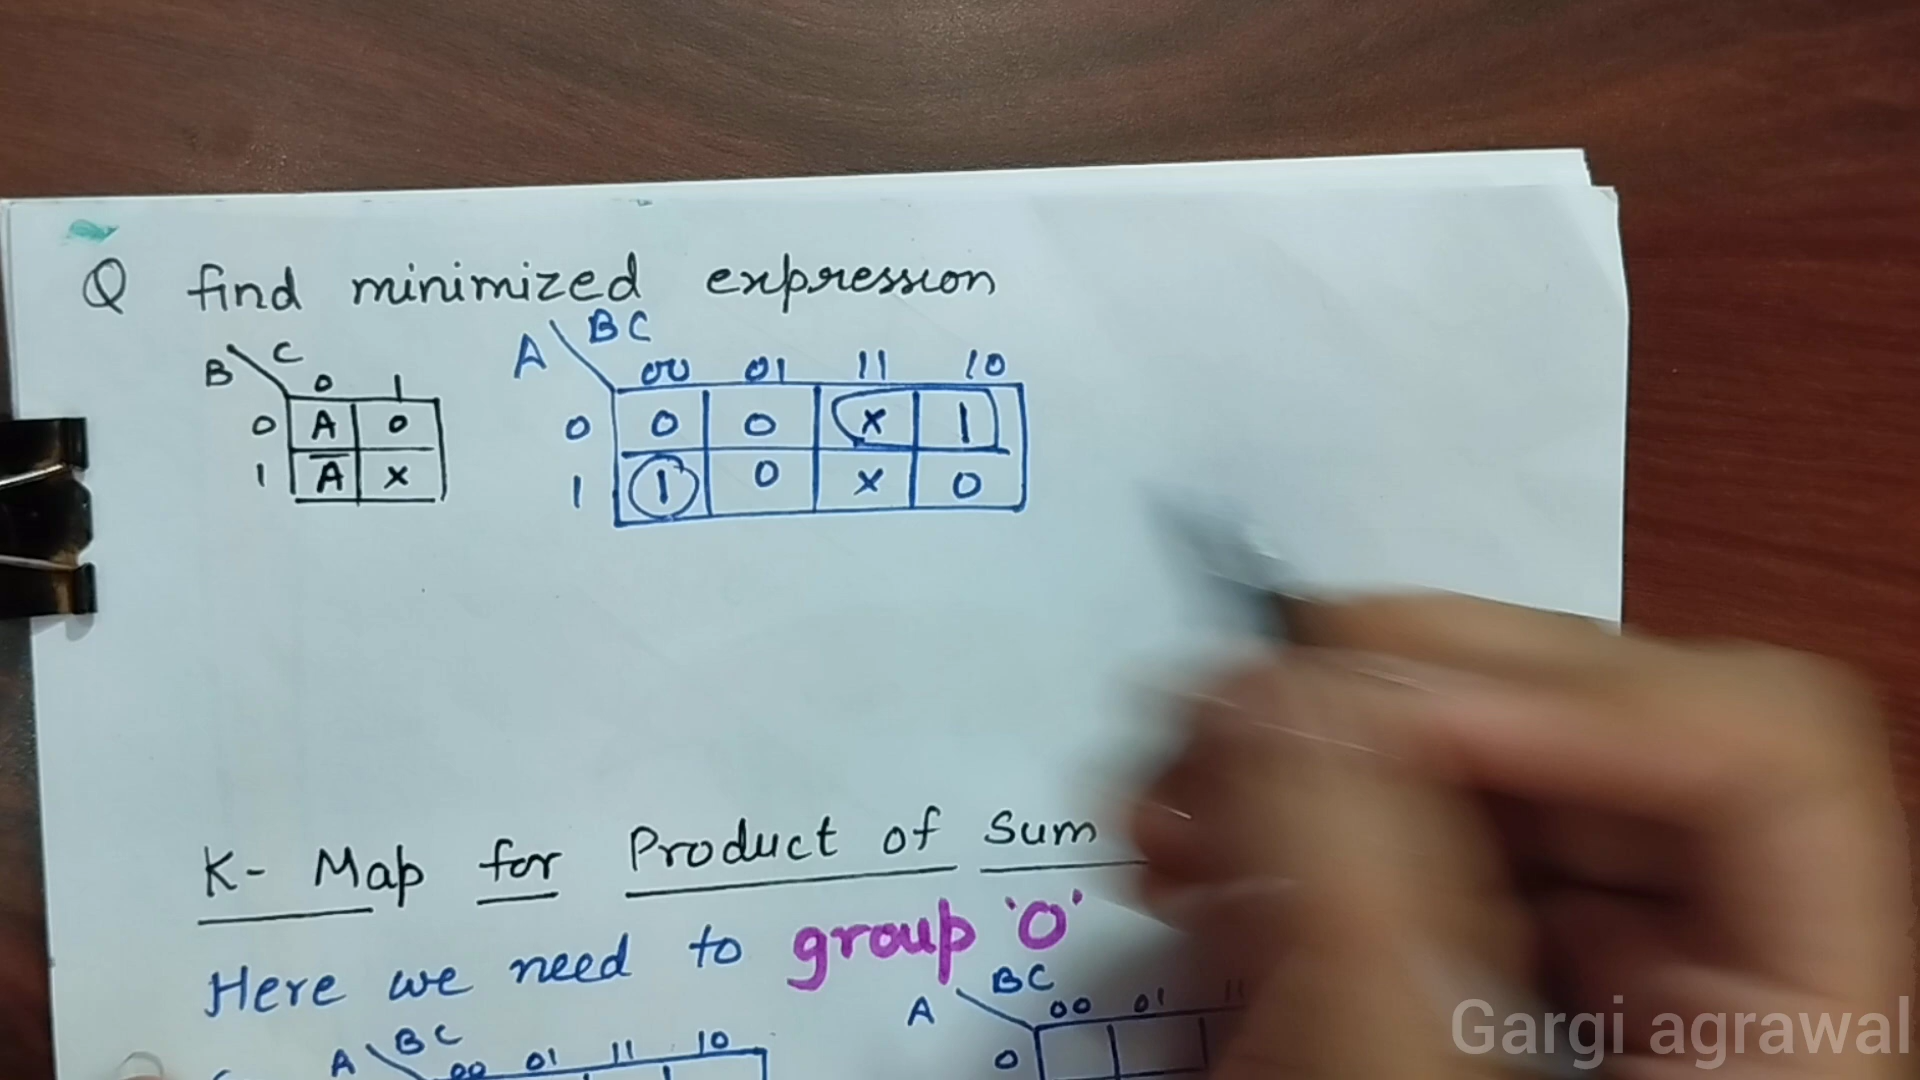 Q find minimized expression
B C
0 1
0 A 0
1 A̅ x
A BC
00 01 11 10
0 0 0 x 1
1 1 0 x 0
K- Map for Product of Sum
Here we need to group '0'
A BC
00 01 11 10
A BC
00 01 11
0
Gargi agrawal